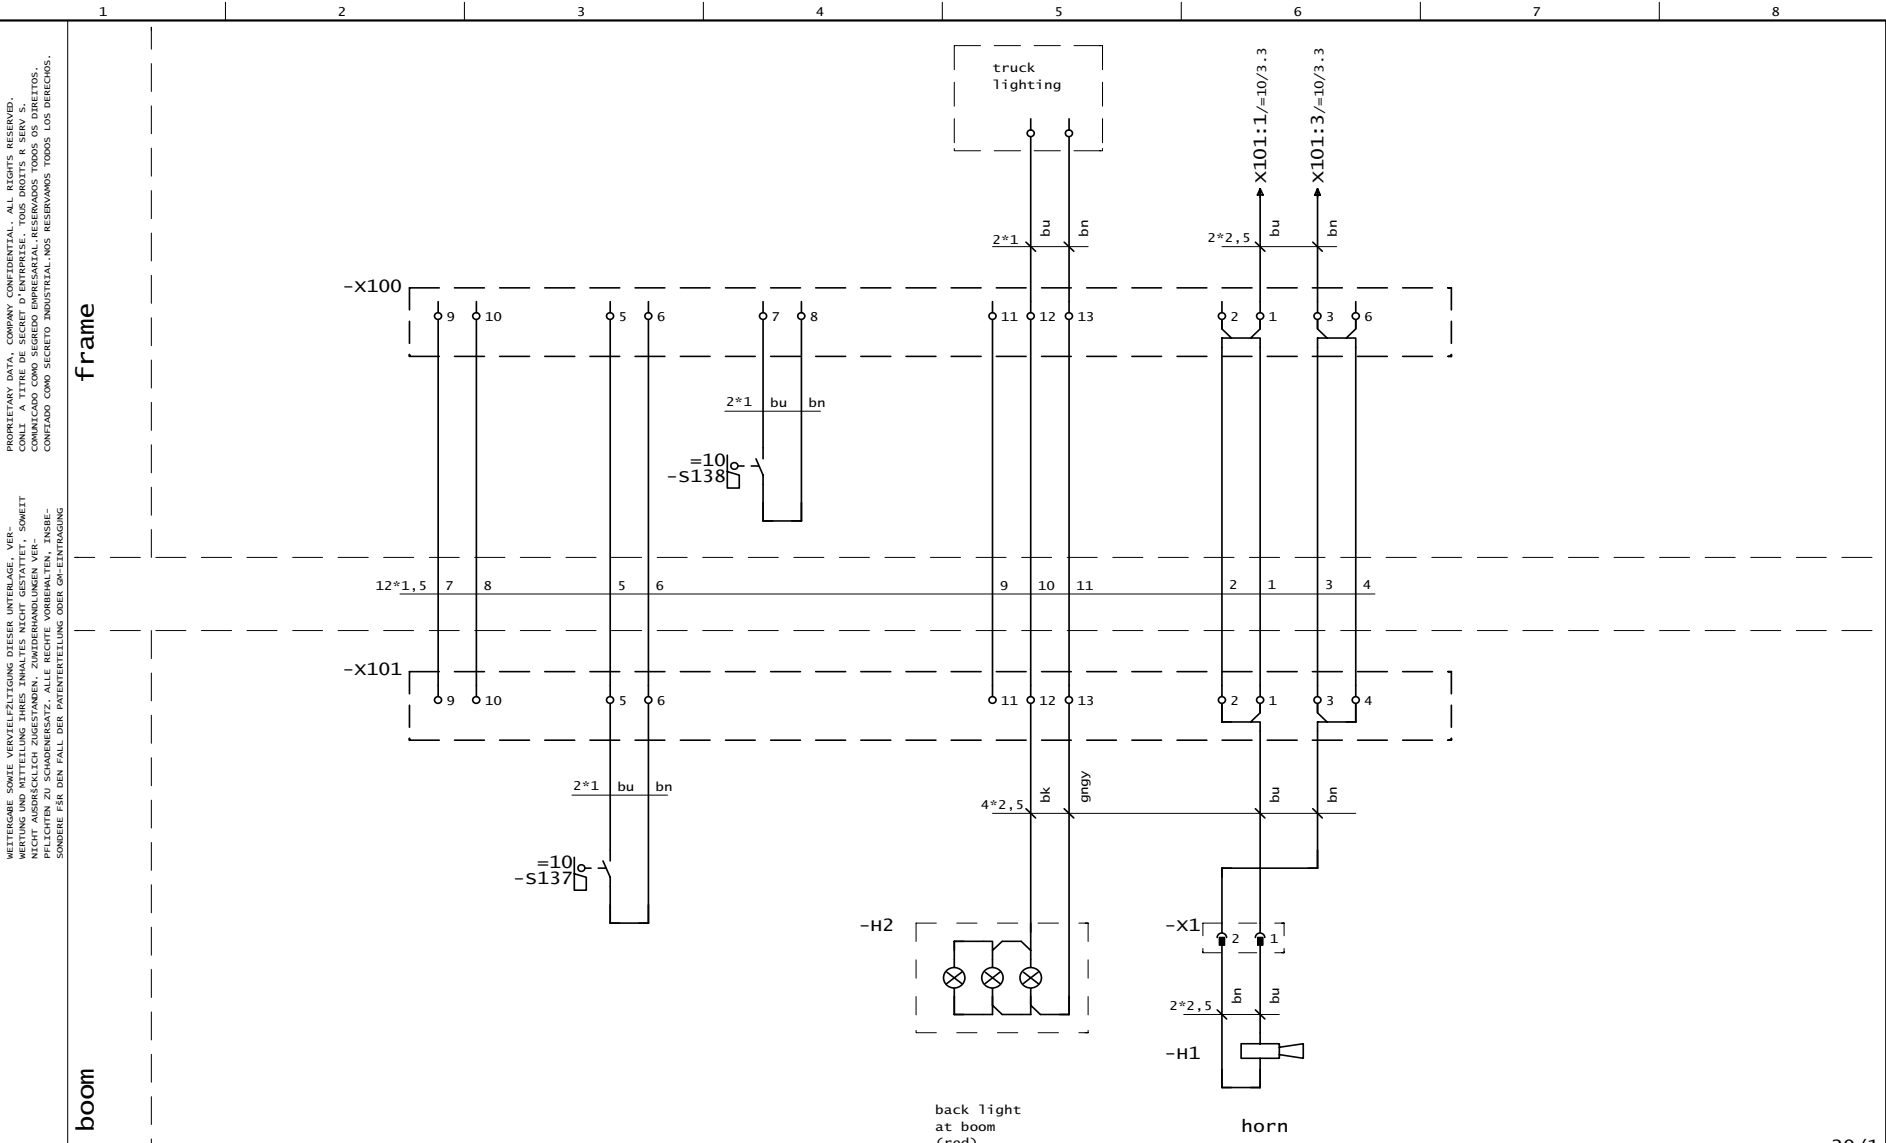 1 2 3 4 5 6 7 8
PROPRIETARY DATA, COMPANY CONFIDENTIAL. ALL RIGHTS RESERVED.
CONLI A TITRE DE SECRET D'ENTRPRISE. TOUS DROITS R SERV S.
COMUNICADO COMO SEGREDO EMPRESARIAL.RESERVADOS TODOS OS DIREITOS.
CONFIADO COMO SECRETO INDUSTRIAL.NOS RESERVAMOS TODOS LOS DERECHOS.
WEITERGABE SOWIE VERVIELFŽLTIGUNG DIESER UNTERLAGE, VER-
WERTUNG UND MITTEILUNG IHRES INHALTES NICHT GESTATTET, SOWEIT
NICHT AUSDRŠCKLICH ZUGESTANDEN. ZUWIDERHANDLUNGEN VER-
PFLICHTEN ZU SCHADENERSATZ. ALLE RECHTE VORBEHALTEN, INSBE-
SONDERE FŠR DEN FALL DER PATENTERTEILUNG ODER GM-EINTRAGUNG
frame
boom
truck
lighting
X101:1/=10/3.3
X101:3/=10/3.3
2*1 bu bn
2*2,5 bu bn
-X100
9 10 5 6 7 8 11 12 13 2 1 3 6
2*1 bu bn
=10
-S138
12*1,5 7 8 5 6 9 10 11 2 1 3 4
-X101
9 10 5 6 11 12 13 2 1 3 4
2*1 bu bn
4*2,5 bk gngy bu bn
=10
-S137
-H2
-X1 2 1
2*2,5 bn bu
-H1
back light
at boom
(red)
horn